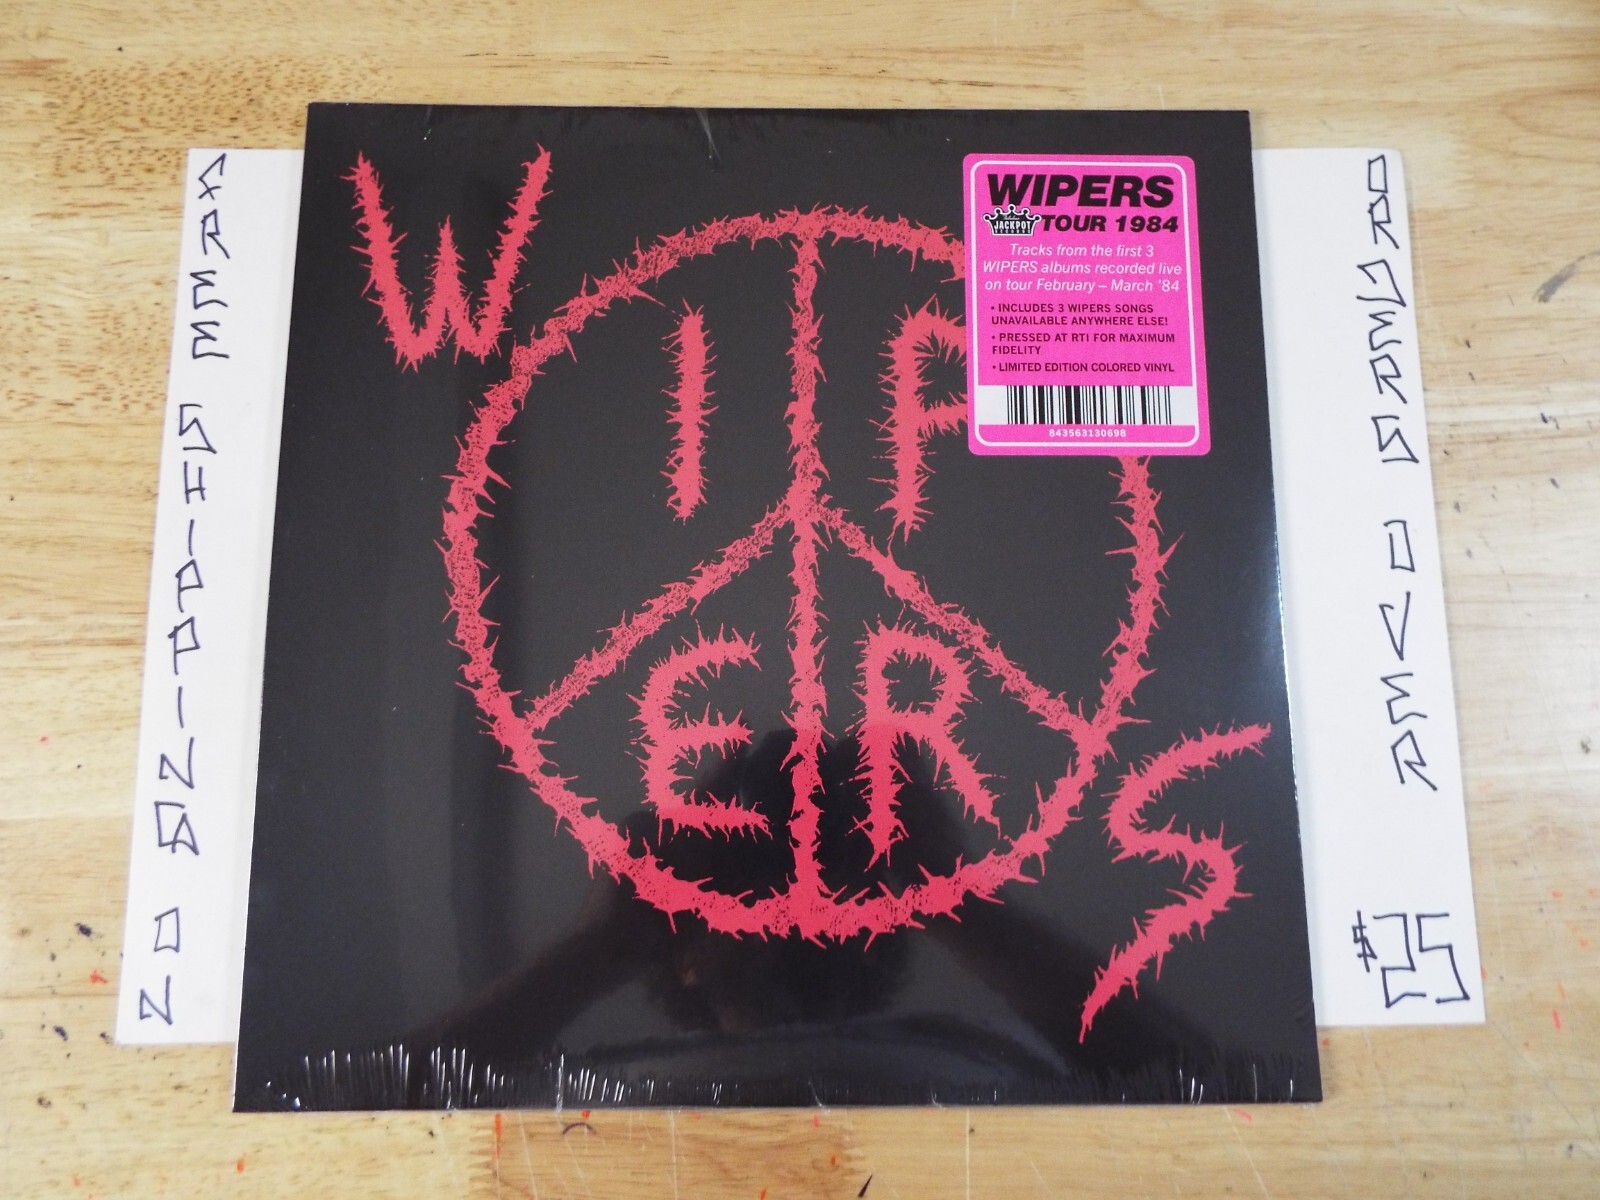 WIPERS
WIPERS
TOUR 1984
JACKPOT
RECORDS
Tracks from the first 3
WIPERS albums recorded live
on tour February – March '84
• INCLUDES 3 WIPERS SONGS
UNAVAILABLE ANYWHERE ELSE!
• PRESSED AT RTI FOR MAXIMUM
FIDELITY
• LIMITED EDITION COLORED VINYL
843563130698
FREE SHIPPING ON
ORDERS OVER
$25